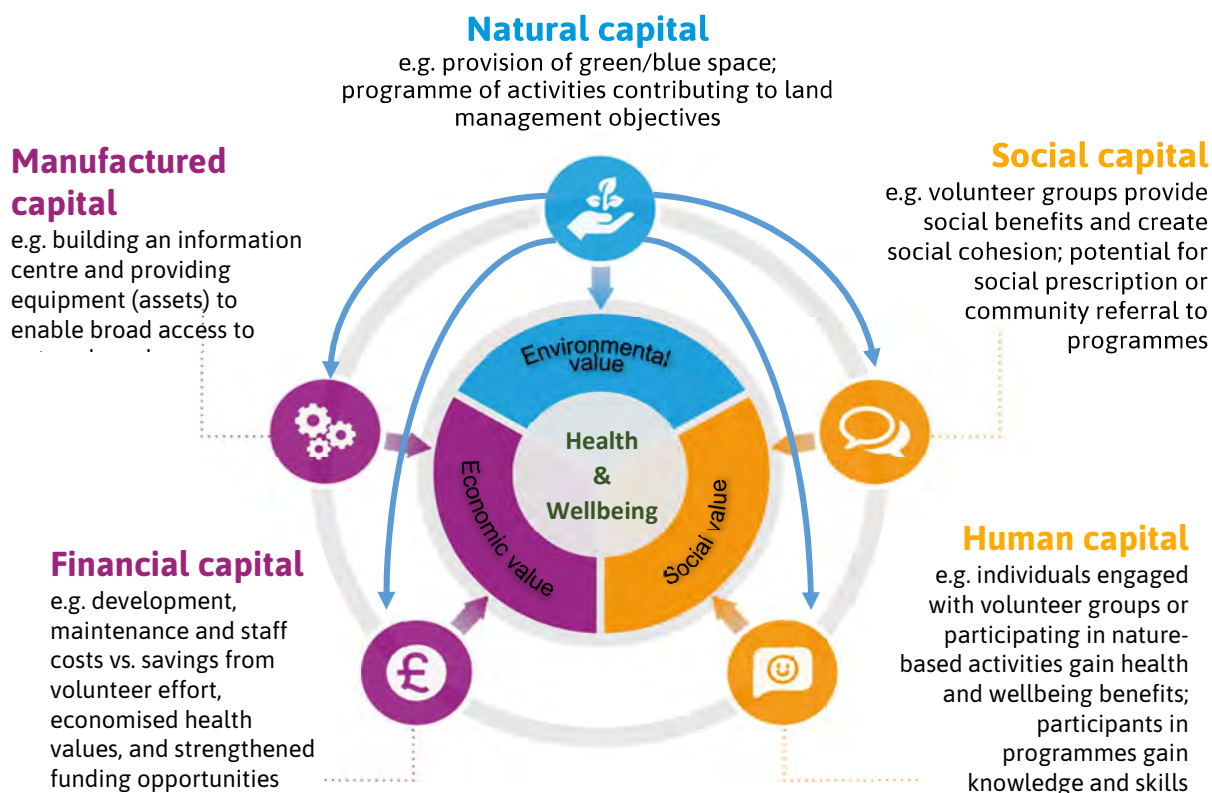 Natural capital
e.g. provision of green/blue space;
programme of activities contributing to land
management objectives
Manufactured
capital
e.g. building an information
centre and providing
equipment (assets) to
enable broad access to
Social capital
e.g. volunteer groups provide
social benefits and create
social cohesion; potential for
social prescription or
community referral to
programmes
Environmental
value
Health
&
Wellbeing
Economic value
Social value
£
Financial capital
e.g. development,
maintenance and staff
costs vs. savings from
volunteer effort,
economised health
values, and strengthened
funding opportunities
Human capital
e.g. individuals engaged
with volunteer groups or
participating in nature-
based activities gain health
and wellbeing benefits;
participants in
programmes gain
knowledge and skills